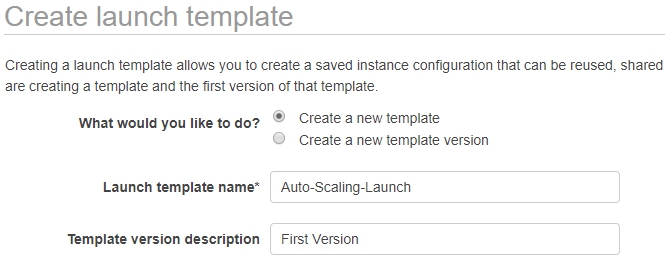 Create launch template
Creating a launch template allows you to create a saved instance configuration that can be reused, shared
are creating a template and the first version of that template.
What would you like to do?
Create a new template
Create a new template version
Launch template name*
Auto-Scaling-Launch
Template version description
First Version